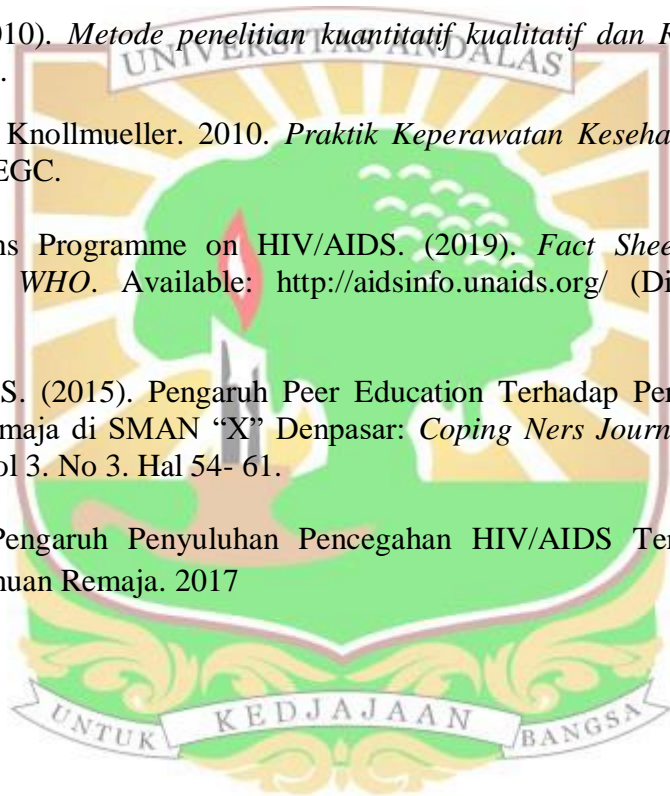 010). Metode penelitian kuantitatif kualitatif dan R
UNIVERSITAS ANDALAS
.
Knollmueller. 2010. Praktik Keperawatan Keseha
EGC.
ns Programme on HIV/AIDS. (2019). Fact Shee
WHO. Available: http://aidsinfo.unaids.org/ (Di
S. (2015). Pengaruh Peer Education Terhadap Per
maja di SMAN “X” Denpasar: Coping Ners Journ
ol 3. No 3. Hal 54- 61.
Pengaruh Penyuluhan Pencegahan HIV/AIDS Ter
nuan Remaja. 2017
UNTUK KEDJAJAAN BANGSA